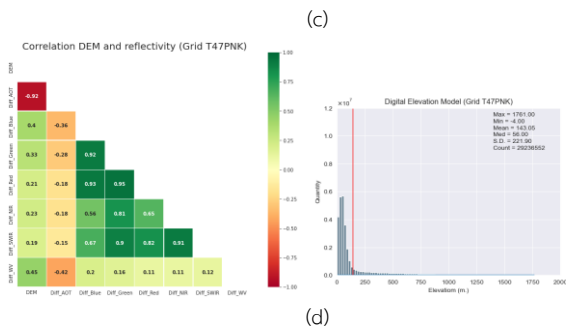 (c)
Correlation DEM and reflectivity (Grid T47PNK)
DEM
Diff_AOT -0.92
Diff_Blue 0.4 -0.36
Diff_Green 0.33 -0.28 0.92
Diff_Red 0.21 -0.18 0.93 0.95
Diff_NIR 0.23 -0.18 0.56 0.81 0.65
Diff_SWIR 0.19 -0.15 0.67 0.9 0.82 0.91
Diff_WV 0.45 -0.42 0.2 0.16 0.11 0.11 0.12
DEM Diff_AOT Diff_Blue Diff_Green Diff_Red Diff_NIR Diff_SWIR Diff_WV
1.00
0.75
0.50
0.25
0.00
-0.25
-0.50
-0.75
-1.00
Digital Elevation Model (Grid T47PNK)
Max = 1761.00
Min = -4.00
Mean = 143.05
Med = 56.00
S.D. = 221.90
Count = 29236552
Quantity
1.2
1.0
0.8
0.6
0.4
0.2
0.0
0 250 500 750 1000 1250 1500 1750 2000
Elevation (m.)
(d)